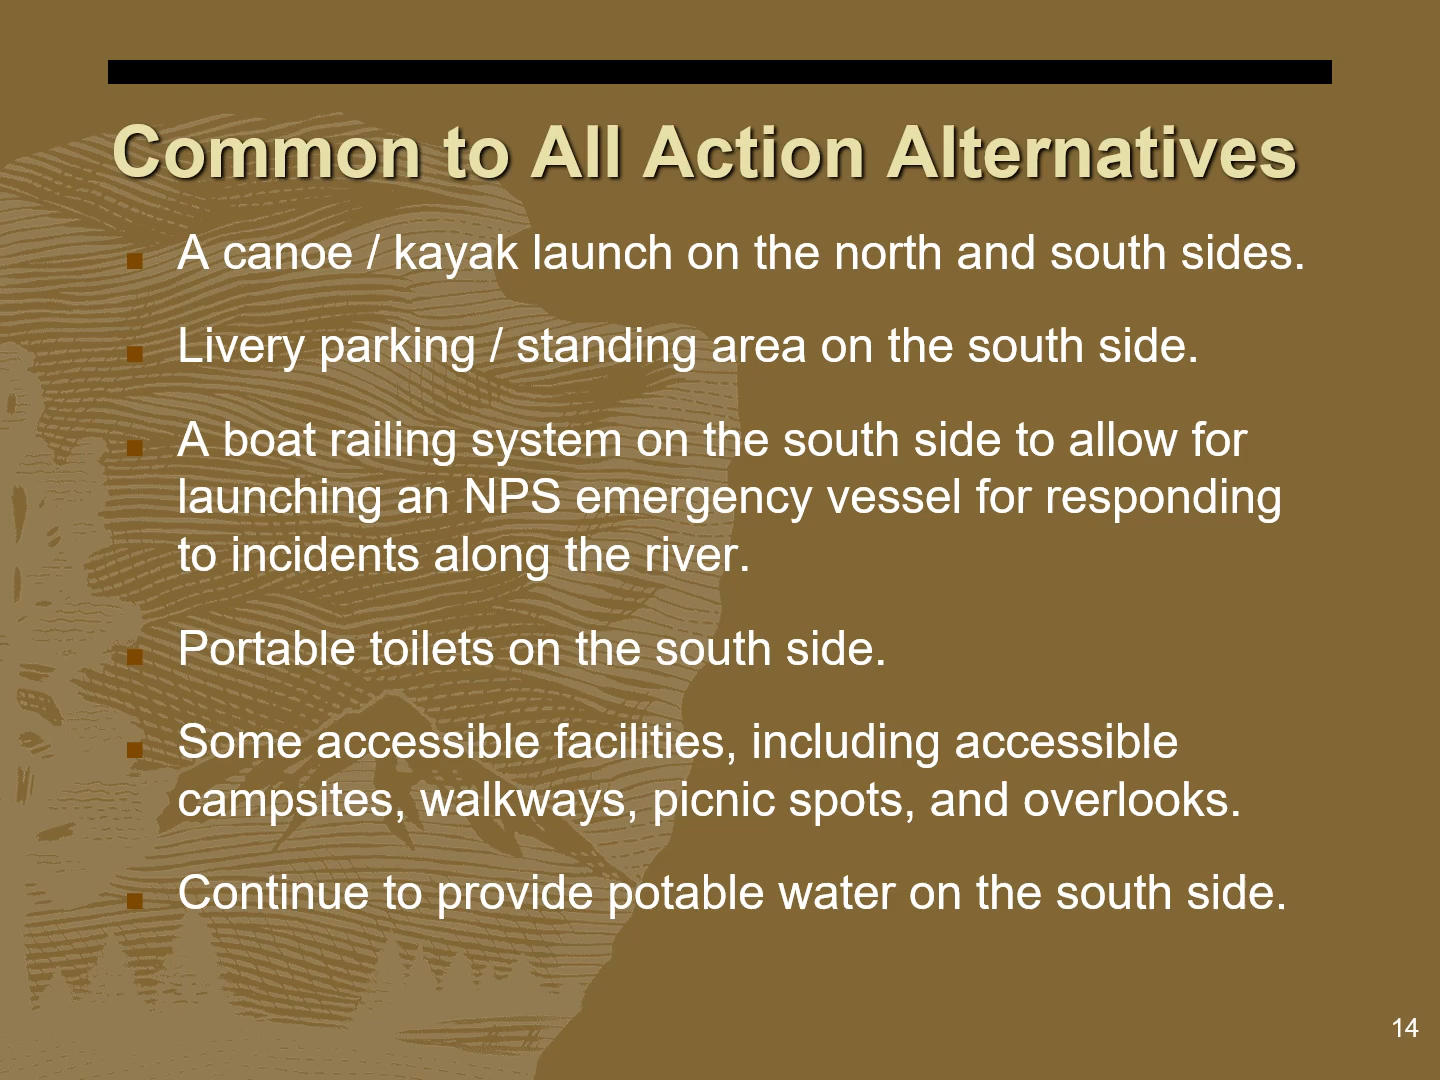 Common to All Action Alternatives
A canoe / kayak launch on the north and south sides.
Livery parking / standing area on the south side.
A boat railing system on the south side to allow for
launching an NPS emergency vessel for responding
to incidents along the river.
Portable toilets on the south side.
Some accessible facilities, including accessible
campsites, walkways, picnic spots, and overlooks.
Continue to provide potable water on the south side.
14